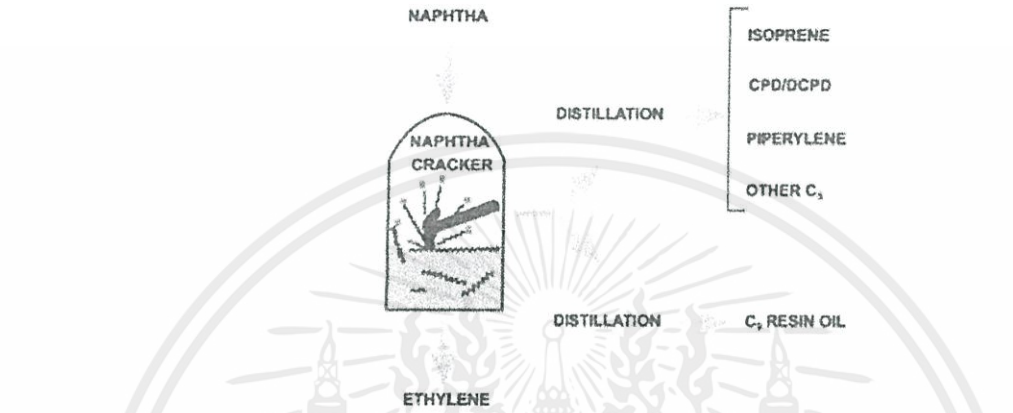 NAPHTHA
NAPHTHA
CRACKER
ETHYLENE
DISTILLATION
ISOPRENE
CPD/DCPD
PIPERYLENE
OTHER C₅
DISTILLATION
C₉ RESIN OIL